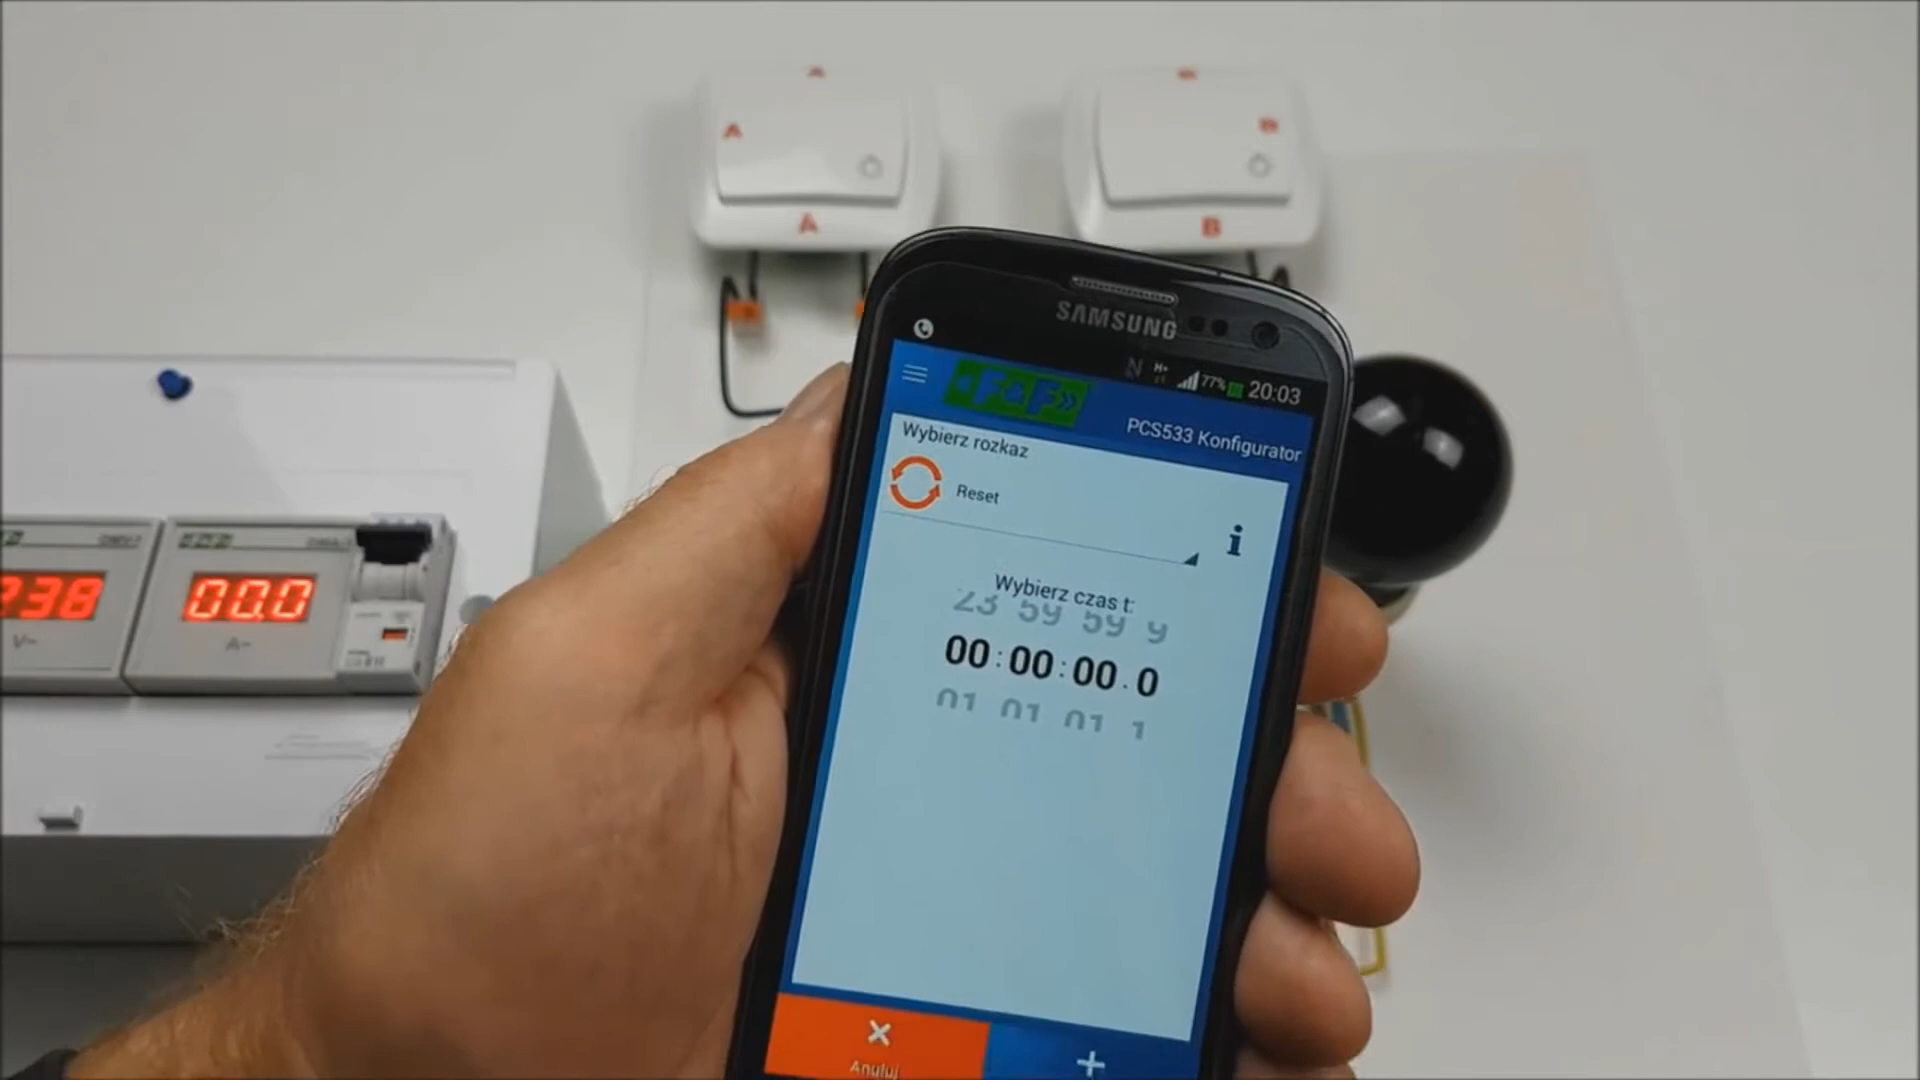 A
A
A
B
B
SAMSUNG
77% 20:03
«F&F»
PCS533 Konfigurator
Wybierz rozkaz
Reset
i
Wybierz czas t:
23 59 59 9
00:00:00.0
01 01 01 1
Anuluj
238
V~
00.0
A~